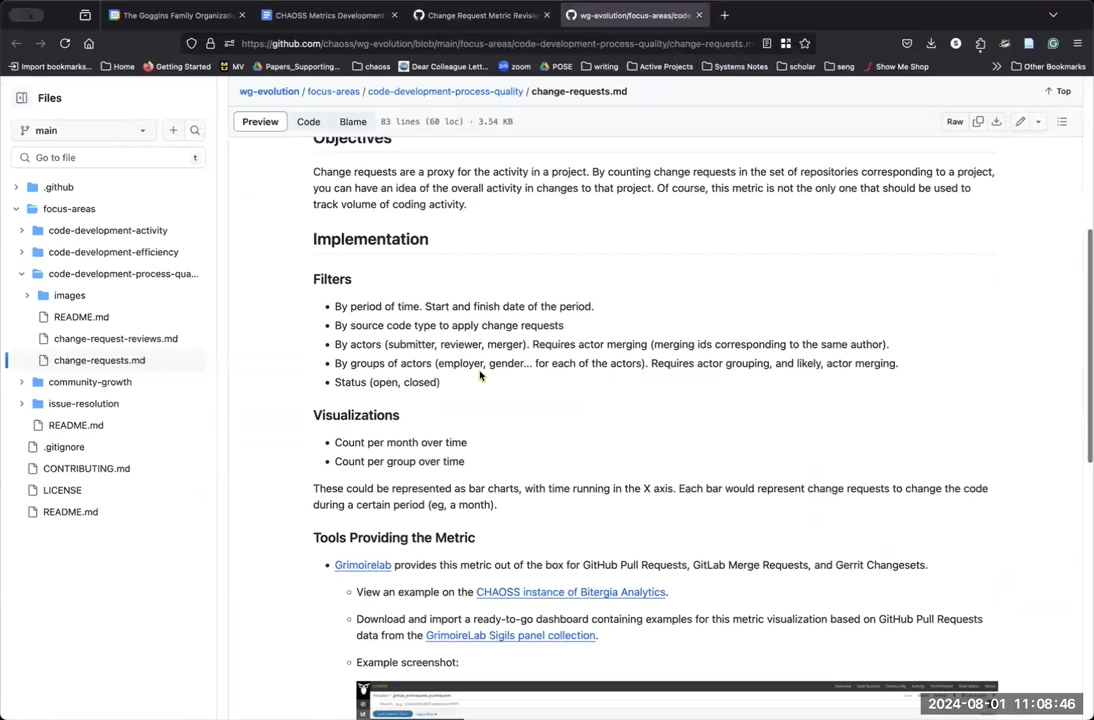 The Goggins Family Organizatio
CHAOSS Metrics Development
Change Request Metric Revisio
wg-evolution/focus-areas/code-
https://github.com/chaoss/wg-evolution/blob/main/focus-areas/code-development-process-quality/change-requests.m
Import bookmarks...
Home
Getting Started
MV
Papers_Supporting...
chaoss
Dear Colleague Lett...
zoom
POSE
writing
Active Projects
Systems Notes
scholar
seng
Show Me Shop
Other Bookmarks
Files
wg-evolution / focus-areas / code-development-process-quality / change-requests.md
Top
main
Preview
Code
Blame
83 lines (60 loc) · 3.54 KB
Raw
Go to file
t
.github
focus-areas
code-development-activity
code-development-efficiency
code-development-process-qua...
images
README.md
change-request-reviews.md
change-requests.md
community-growth
issue-resolution
README.md
.gitignore
CONTRIBUTING.md
LICENSE
README.md
Objectives
Change requests are a proxy for the activity in a project. By counting change requests in the set of repositories corresponding to a project,
you can have an idea of the overall activity in changes to that project. Of course, this metric is not the only one that should be used to
track volume of coding activity.
Implementation
Filters
• By period of time. Start and finish date of the period.
• By source code type to apply change requests
• By actors (submitter, reviewer, merger). Requires actor merging (merging ids corresponding to the same author).
• By groups of actors (employer, gender... for each of the actors). Requires actor grouping, and likely, actor merging.
• Status (open, closed)
Visualizations
• Count per month over time
• Count per group over time
These could be represented as bar charts, with time running in the X axis. Each bar would represent change requests to change the code
during a certain period (eg, a month).
Tools Providing the Metric
• Grimoirelab provides this metric out of the box for GitHub Pull Requests, GitLab Merge Requests, and Gerrit Changesets.
◦ View an example on the CHAOSS instance of Bitergia Analytics.
◦ Download and import a ready-to-go dashboard containing examples for this metric visualization based on GitHub Pull Requests
data from the GrimoireLab Sigils panel collection.
◦ Example screenshot:
2024-08-01 11:08:46